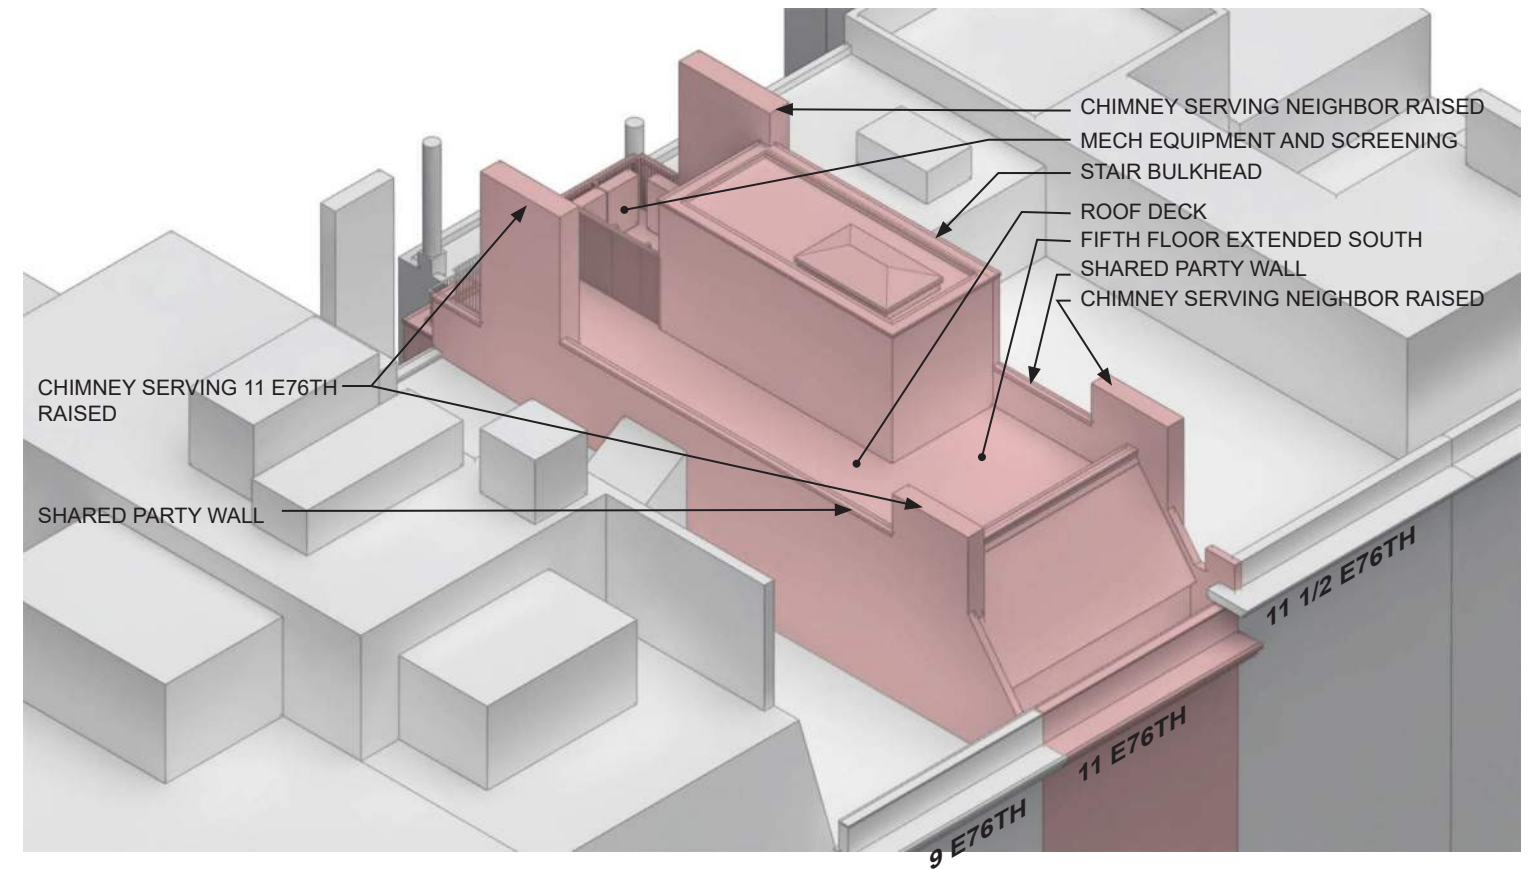 CHIMNEY SERVING NEIGHBOR RAISED
MECH EQUIPMENT AND SCREENING
STAIR BULKHEAD
ROOF DECK
FIFTH FLOOR EXTENDED SOUTH
SHARED PARTY WALL
CHIMNEY SERVING NEIGHBOR RAISED
CHIMNEY SERVING 11 E76TH
RAISED
SHARED PARTY WALL
11 1/2 E76TH
11 E76TH
9 E76TH